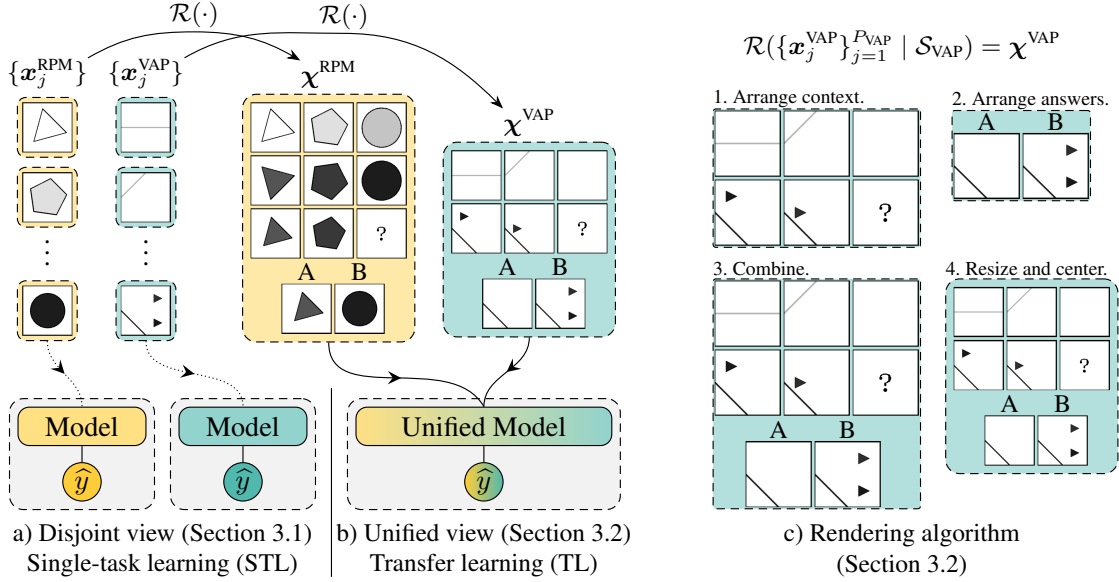 R(·)
R(·)
{x_j^RPM}
{x_j^VAP}
χ^RPM
χ^VAP
?
?
A B
A B
Model
Model
Unified Model
ŷ
ŷ
ŷ
a) Disjoint view (Section 3.1)
Single-task learning (STL)
b) Unified view (Section 3.2)
Transfer learning (TL)
R({x_j^VAP}_{j=1}^{P_VAP} | S_VAP) = χ^VAP
1. Arrange context.
?
2. Arrange answers.
A B
3. Combine.
?
A B
4. Resize and center.
?
A B
c) Rendering algorithm
(Section 3.2)